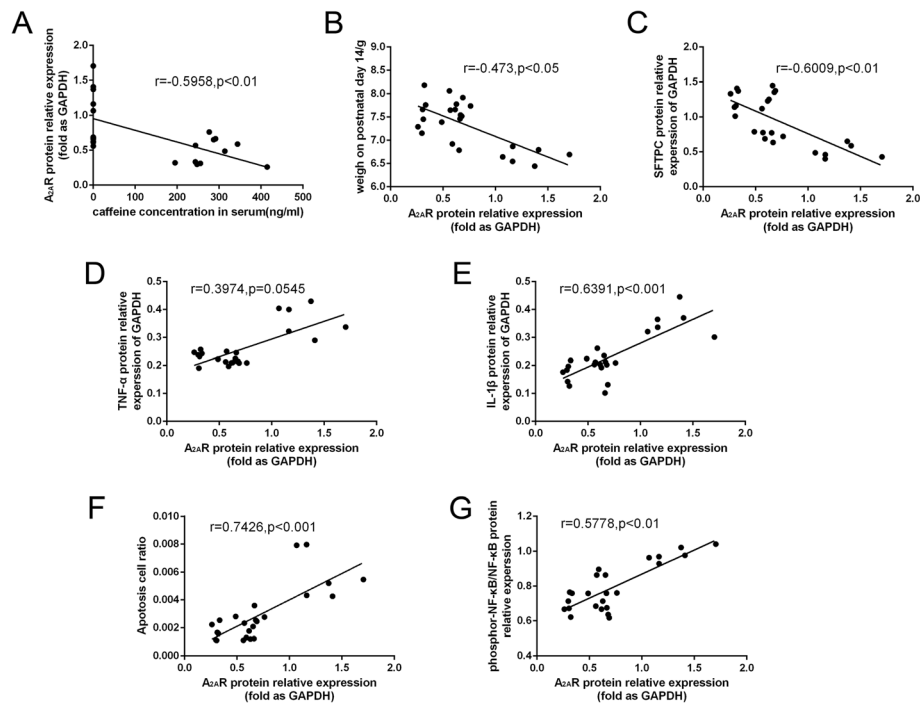 A
A2AR protein relative expression
(fold as GAPDH)
2.0
1.5
1.0
0.5
0.0
r=-0.5958,p<0.01
0
100
200
300
400
500
caffeine concentration in serum(ng/ml)
B
weigh on postnatal day 14/g
9.0
8.5
8.0
7.5
7.0
6.5
6.0
r=-0.473,p<0.05
0.0
0.5
1.0
1.5
2.0
A2AR protein relative expression
(fold as GAPDH)
C
SFTPC protein relative
experssion of GAPDH
2.0
1.5
1.0
0.5
0.0
r=-0.6009,p<0.01
0.0
0.5
1.0
1.5
2.0
A2AR protein relative expression
(fold as GAPDH)
D
TNF-α protein relative
experssion of GAPDH
0.5
0.4
0.3
0.2
0.1
0.0
r=0.3974,p=0.0545
0.0
0.5
1.0
1.5
2.0
A2AR protein relative expression
(fold as GAPDH)
E
IL-1β protein relative
experssion of GAPDH
0.5
0.4
0.3
0.2
0.1
0.0
r=0.6391,p<0.001
0.0
0.5
1.0
1.5
2.0
A2AR protein relative expression
(fold as GAPDH)
F
Apotosis cell ratio
0.010
0.008
0.006
0.004
0.002
0.000
r=0.7426,p<0.001
0.0
0.5
1.0
1.5
2.0
A2AR protein relative expression
(fold as GAPDH)
G
phosphor-NF-κB/NF-κB protein
relative experssion
1.2
1.0
0.8
0.6
0.4
r=0.5778,p<0.01
0.0
0.5
1.0
1.5
2.0
A2AR protein relative expression
(fold as GAPDH)